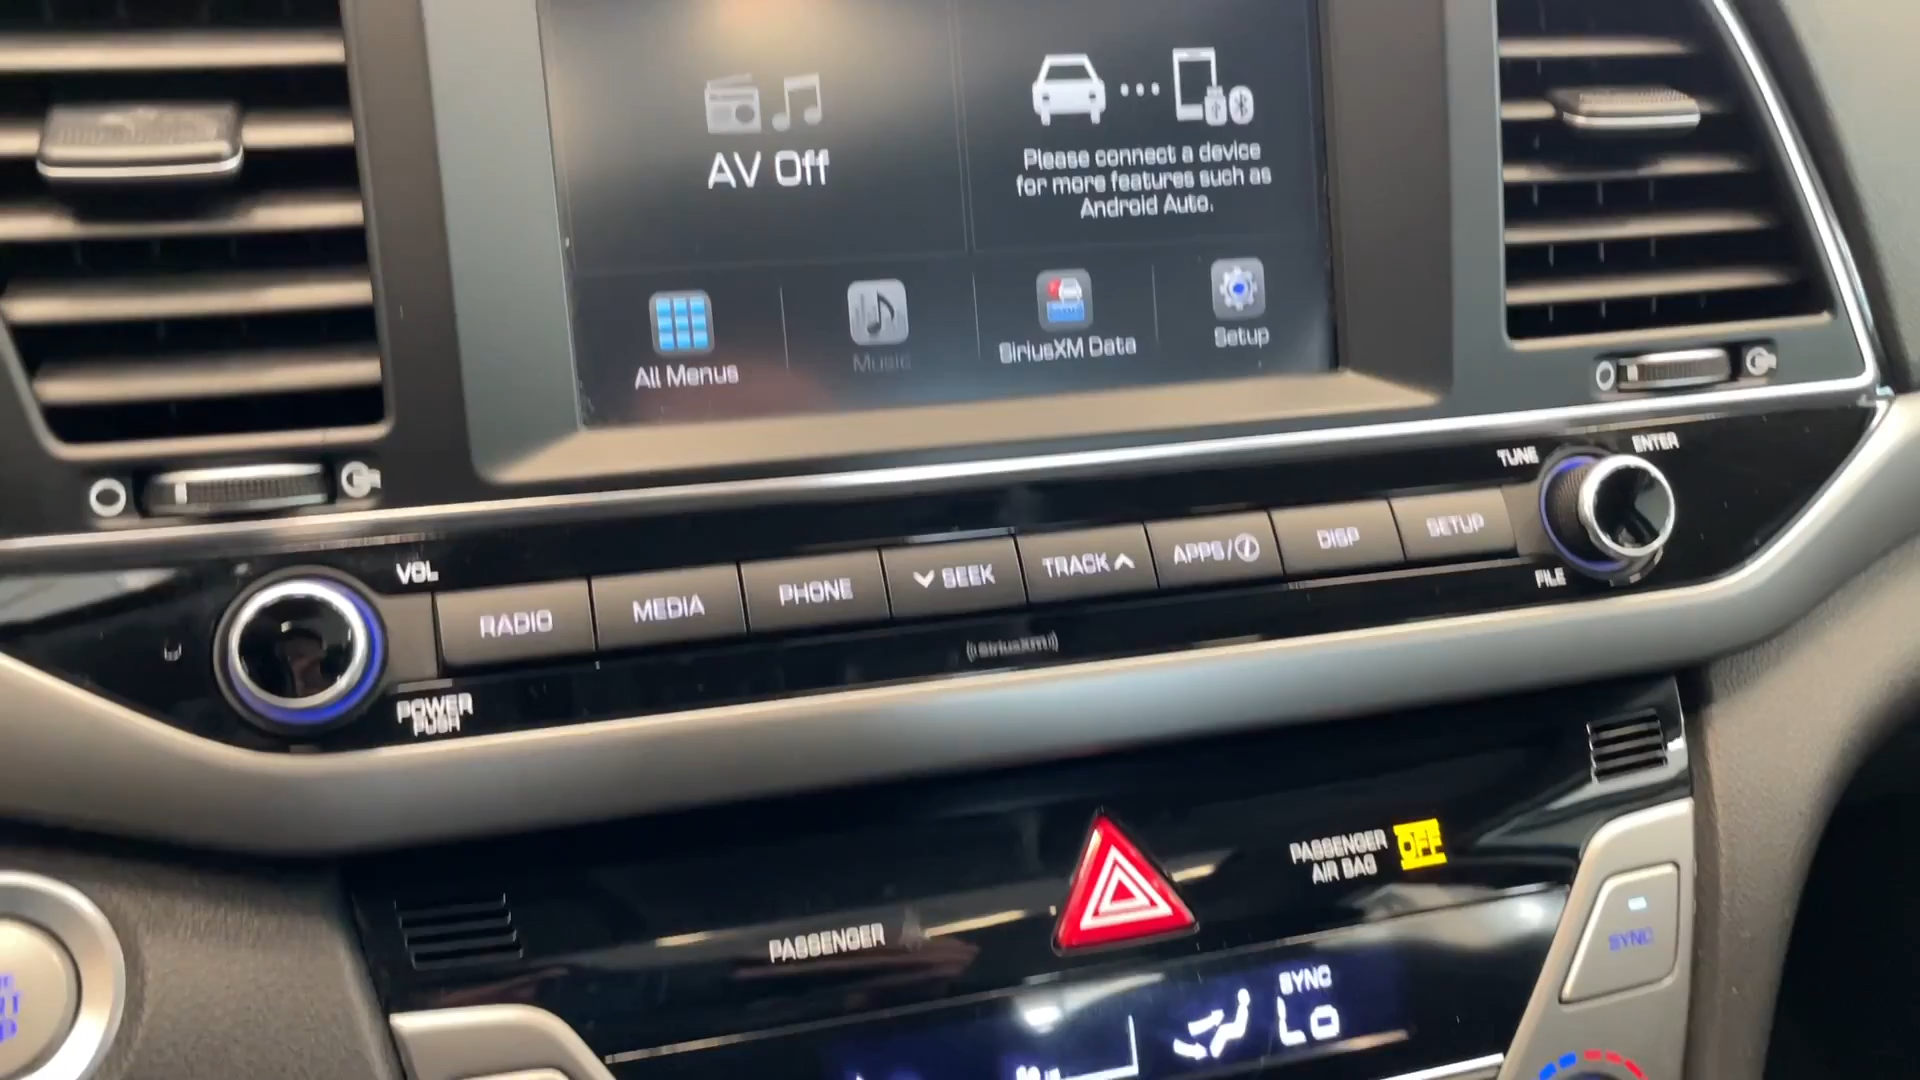 AV Off
Please connect a device
for more features such as
Android Auto.
All Menus
Music
SiriusXM Data
Setup
TUNE
ENTER
FILE
VOL
POWER
PUSH
RADIO
MEDIA
PHONE
SEEK
TRACK
APPS/i
DISP
SETUP
((SiriusXM))
PASSENGER
AIR BAG
OFF
PASSENGER
SYNC
LO
SYNC